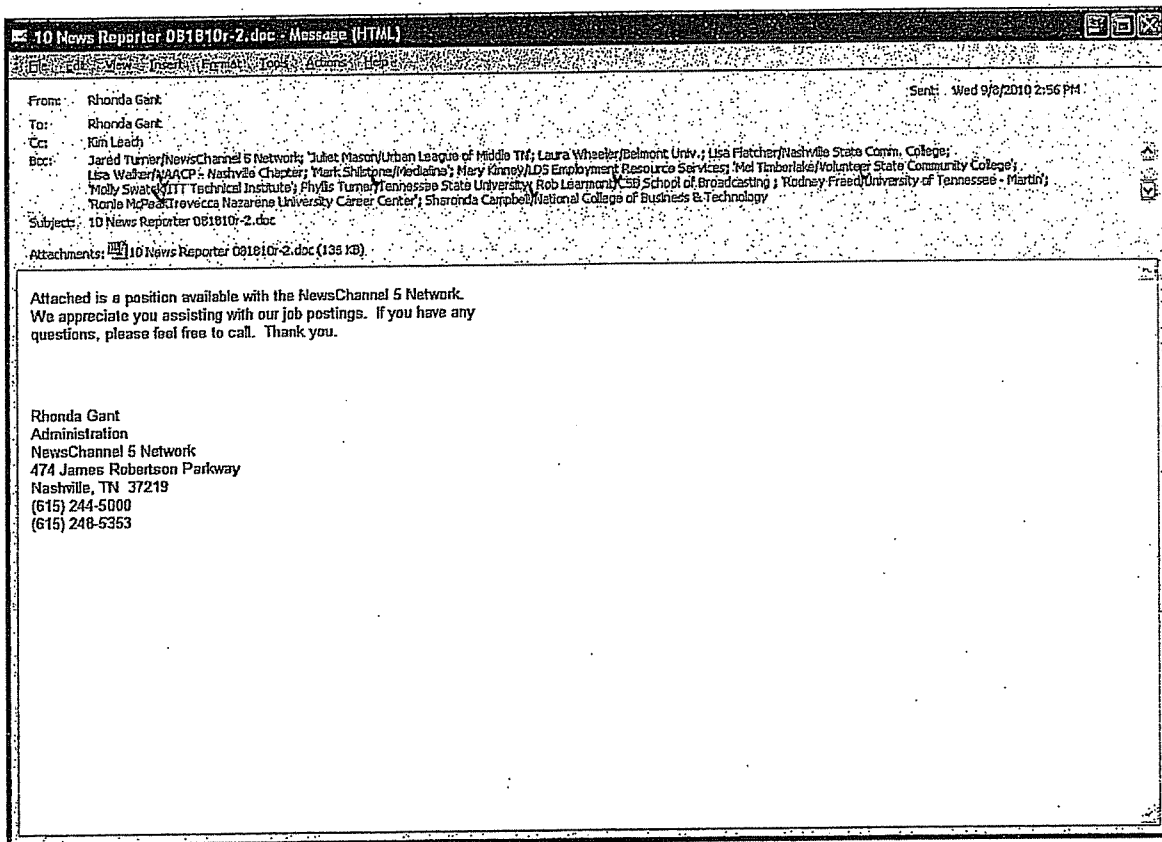 10 News Reporter 081810r-2.doc - Message (HTML)
File Edit View Insert Format Tools Actions Help
Sent: Wed 9/8/2010 2:56 PM
From: Rhonda Gant
To: Rhonda Gant
Cc: Kim Leach
Bcc: Jared Turner/NewsChannel 5 Network; 'Juliet Mason/Urban League of Middle TN'; Laura Wheeler/Belmont Univ.; Lisa Flatcher/Nashville State Comm. College;
Lisa Walker/NAACP - Nashville Chapter; 'Mark Shilstone/Medialine'; Mary Kinney/LDS Employment Resource Services; 'Mel Timberlake/Volunteer State Community College';
'Molly Swatek/ITT Technical Institute'; Phylis Turner/Tennessee State University; Rob Learmont/CSB School of Broadcasting ; 'Rodney Freed/University of Tennessee - Martin';
Trevecca Nazarene University Career Center'; Sharonda Campbell/National College of Business & Technology
Subject: 10 News Reporter 081810r-2.doc
Attachments: 10 News Reporter 081810r-2.doc (135 KB)
Attached is a position available with the NewsChannel 5 Network.
We appreciate you assisting with our job postings. If you have any
questions, please feel free to call. Thank you.
Rhonda Gant
Administration
NewsChannel 5 Network
474 James Robertson Parkway
Nashville, TN 37219
(615) 244-5000
(615) 248-5353